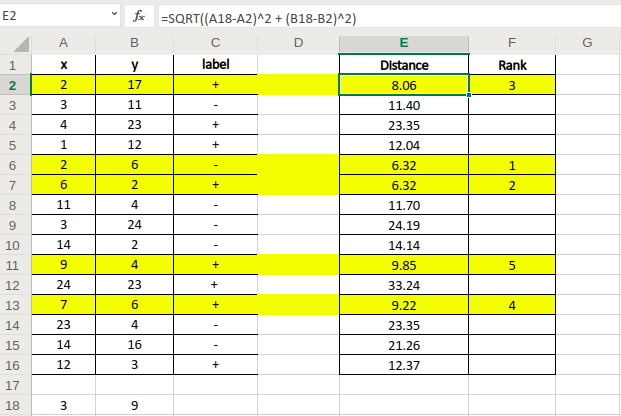 E2 fx =SQRT((A18-A2)^2 + (B18-B2)^2)
A B C D E F G
1 x y label Distance Rank
2 2 17 + 8.06 3
3 3 11 - 11.40
4 4 23 + 23.35
5 1 12 + 12.04
6 2 6 - 6.32 1
7 6 2 + 6.32 2
8 11 4 - 11.70
9 3 24 - 24.19
10 14 2 - 14.14
11 9 4 + 9.85 5
12 24 23 + 33.24
13 7 6 + 9.22 4
14 23 4 - 23.35
15 14 16 - 21.26
16 12 3 + 12.37
17
18 3 9